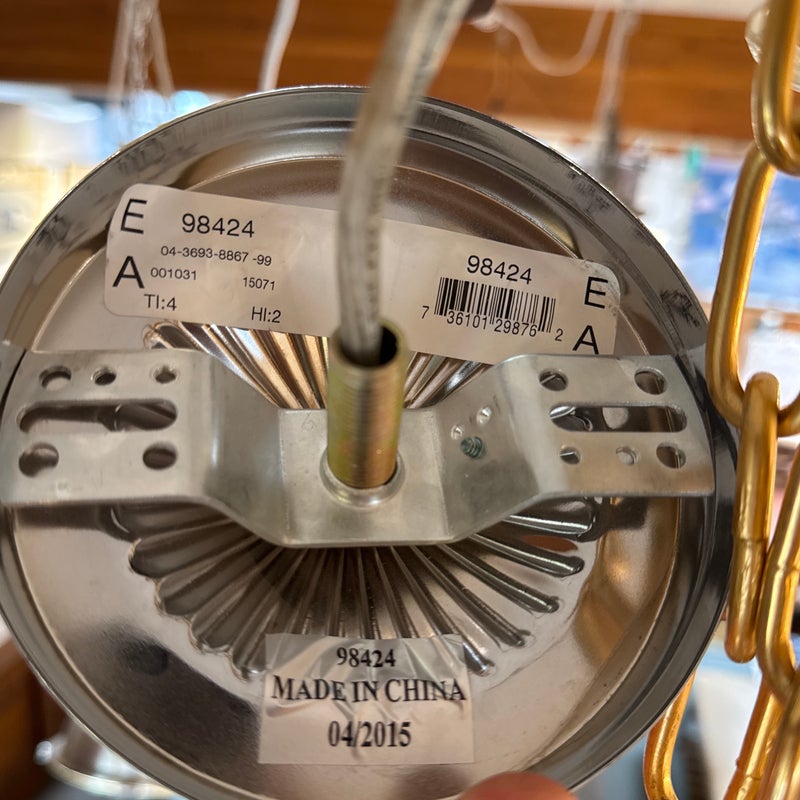 E 98424
04-3693-8867 -99
A 001031 15071
TI:4 HI:2
98424 E
7 36101 29876 2 A
98424
MADE IN CHINA
04/2015